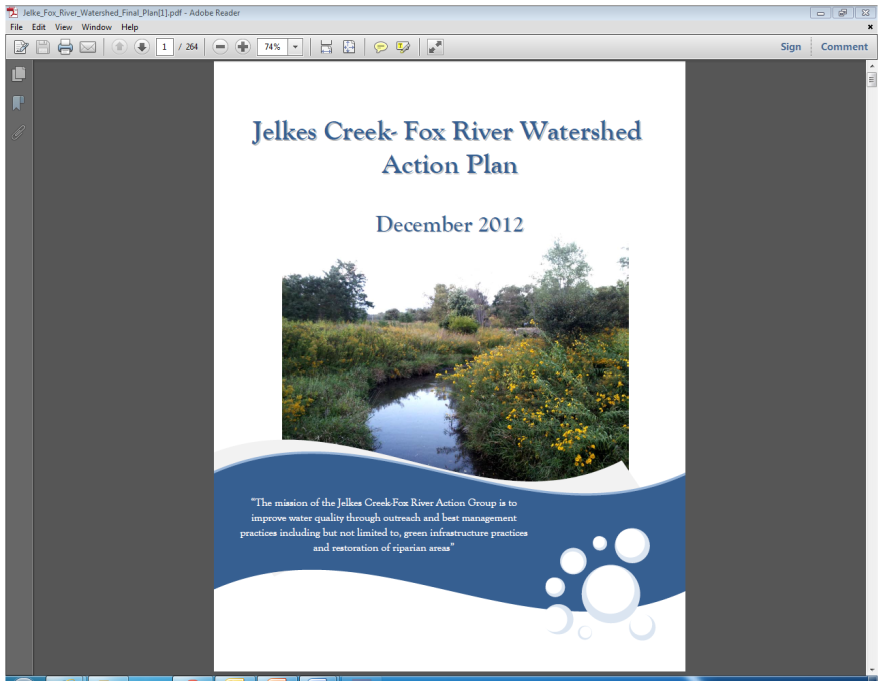 Jelke_Fox_River_Watershed_Final_Plan[1].pdf - Adobe Reader
File Edit View Window Help
1 / 264 74% Sign Comment
Jelkes Creek- Fox River Watershed
Action Plan
December 2012
"The mission of the Jelkes Creek-Fox River Action Group is to
improve water quality through outreach and best management
practices including but not limited to, green infrastructure practices
and restoration of riparian areas"